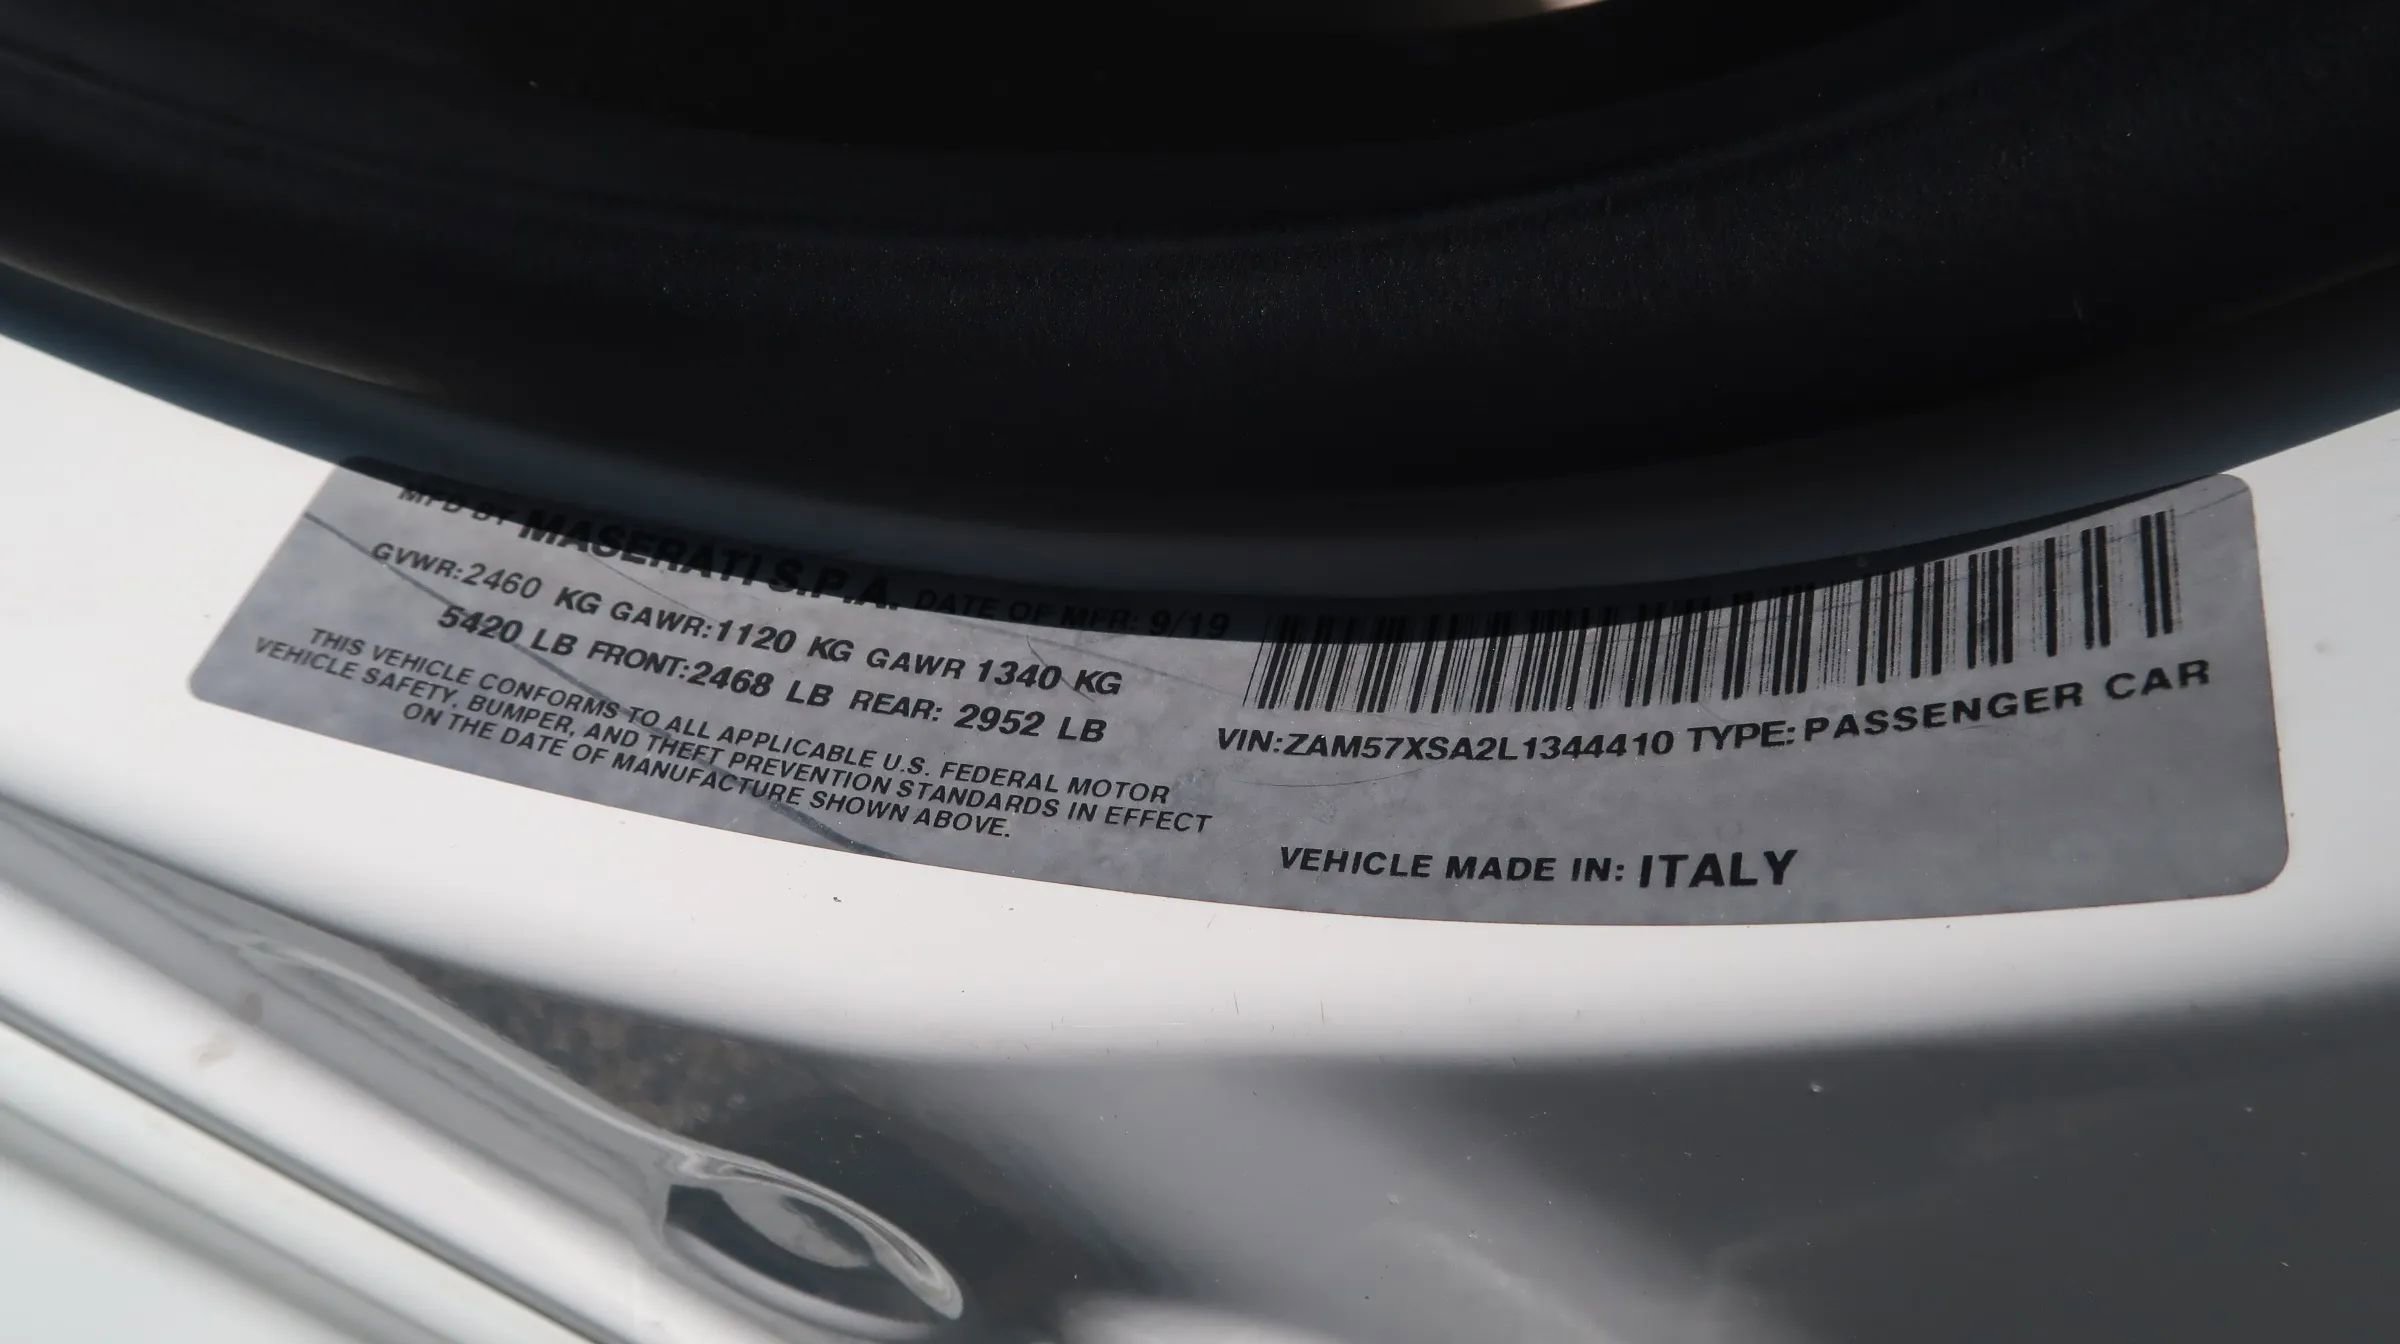 MFD BY MASERATI S.P.A. DATE OF MFR: 9/19
GVWR:2460 KG GAWR:1120 KG GAWR 1340 KG
5420 LB FRONT:2468 LB REAR: 2952 LB
THIS VEHICLE CONFORMS TO ALL APPLICABLE U.S. FEDERAL MOTOR
VEHICLE SAFETY, BUMPER, AND THEFT PREVENTION STANDARDS IN EFFECT
ON THE DATE OF MANUFACTURE SHOWN ABOVE.
VIN:ZAM57XSA2L1344410 TYPE:PASSENGER CAR
VEHICLE MADE IN: ITALY